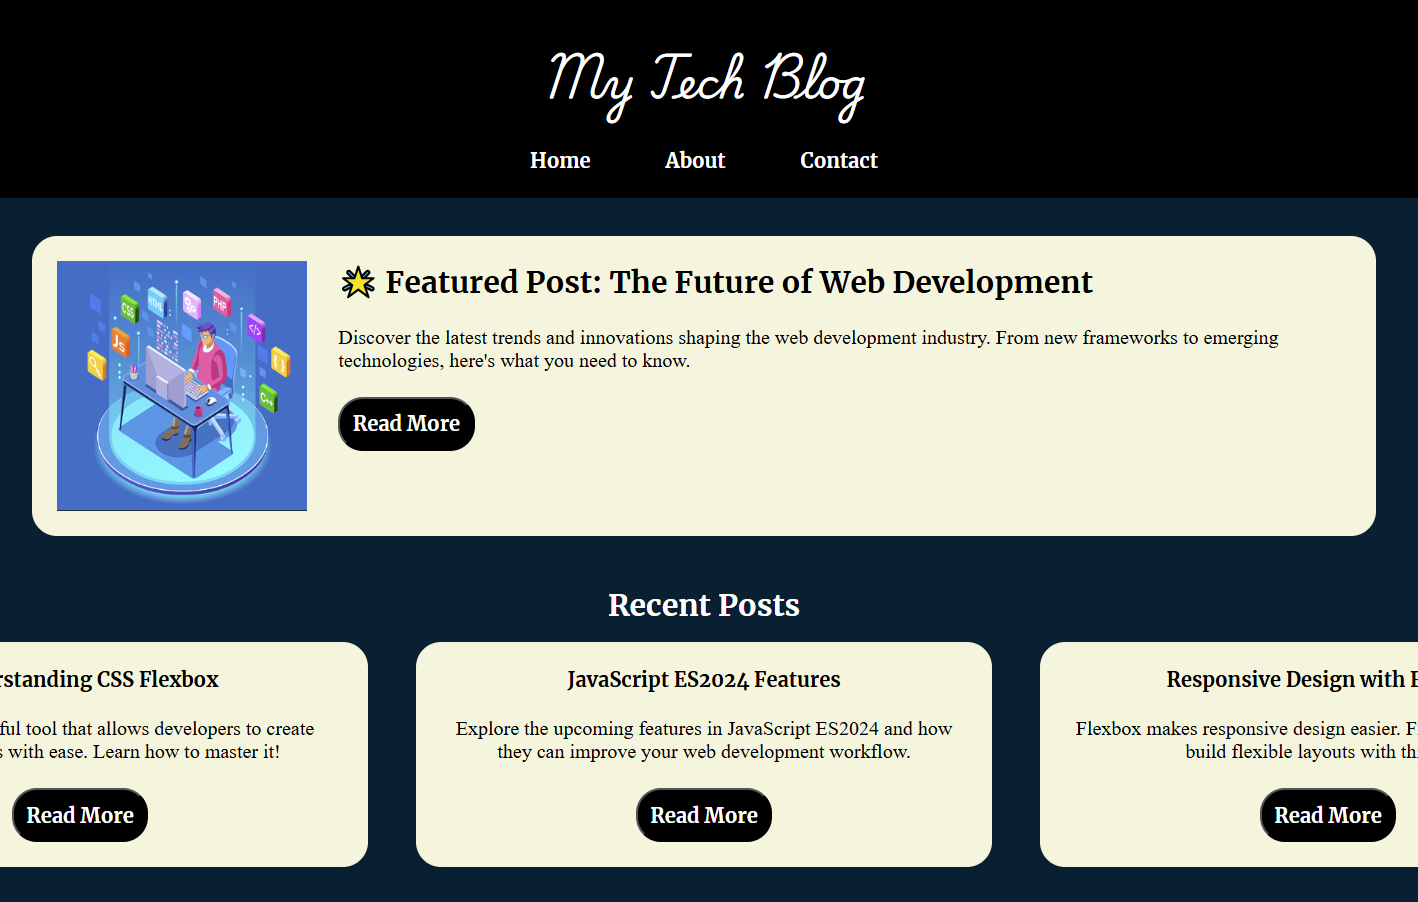 My Tech Blog
Home About Contact
Featured Post: The Future of Web Development
Discover the latest trends and innovations shaping the web development industry. From new frameworks to emerging
technologies, here's what you need to know.
Read More
CSS
HTML
PHP
JS
</>
{ }
C++
Recent Posts
rstanding CSS Flexbox
ful tool that allows developers to create
s with ease. Learn how to master it!
Read More
JavaScript ES2024 Features
Explore the upcoming features in JavaScript ES2024 and how
they can improve your web development workflow.
Read More
Responsive Design with
Flexbox makes responsive design easier.
build flexible layouts with
Read More